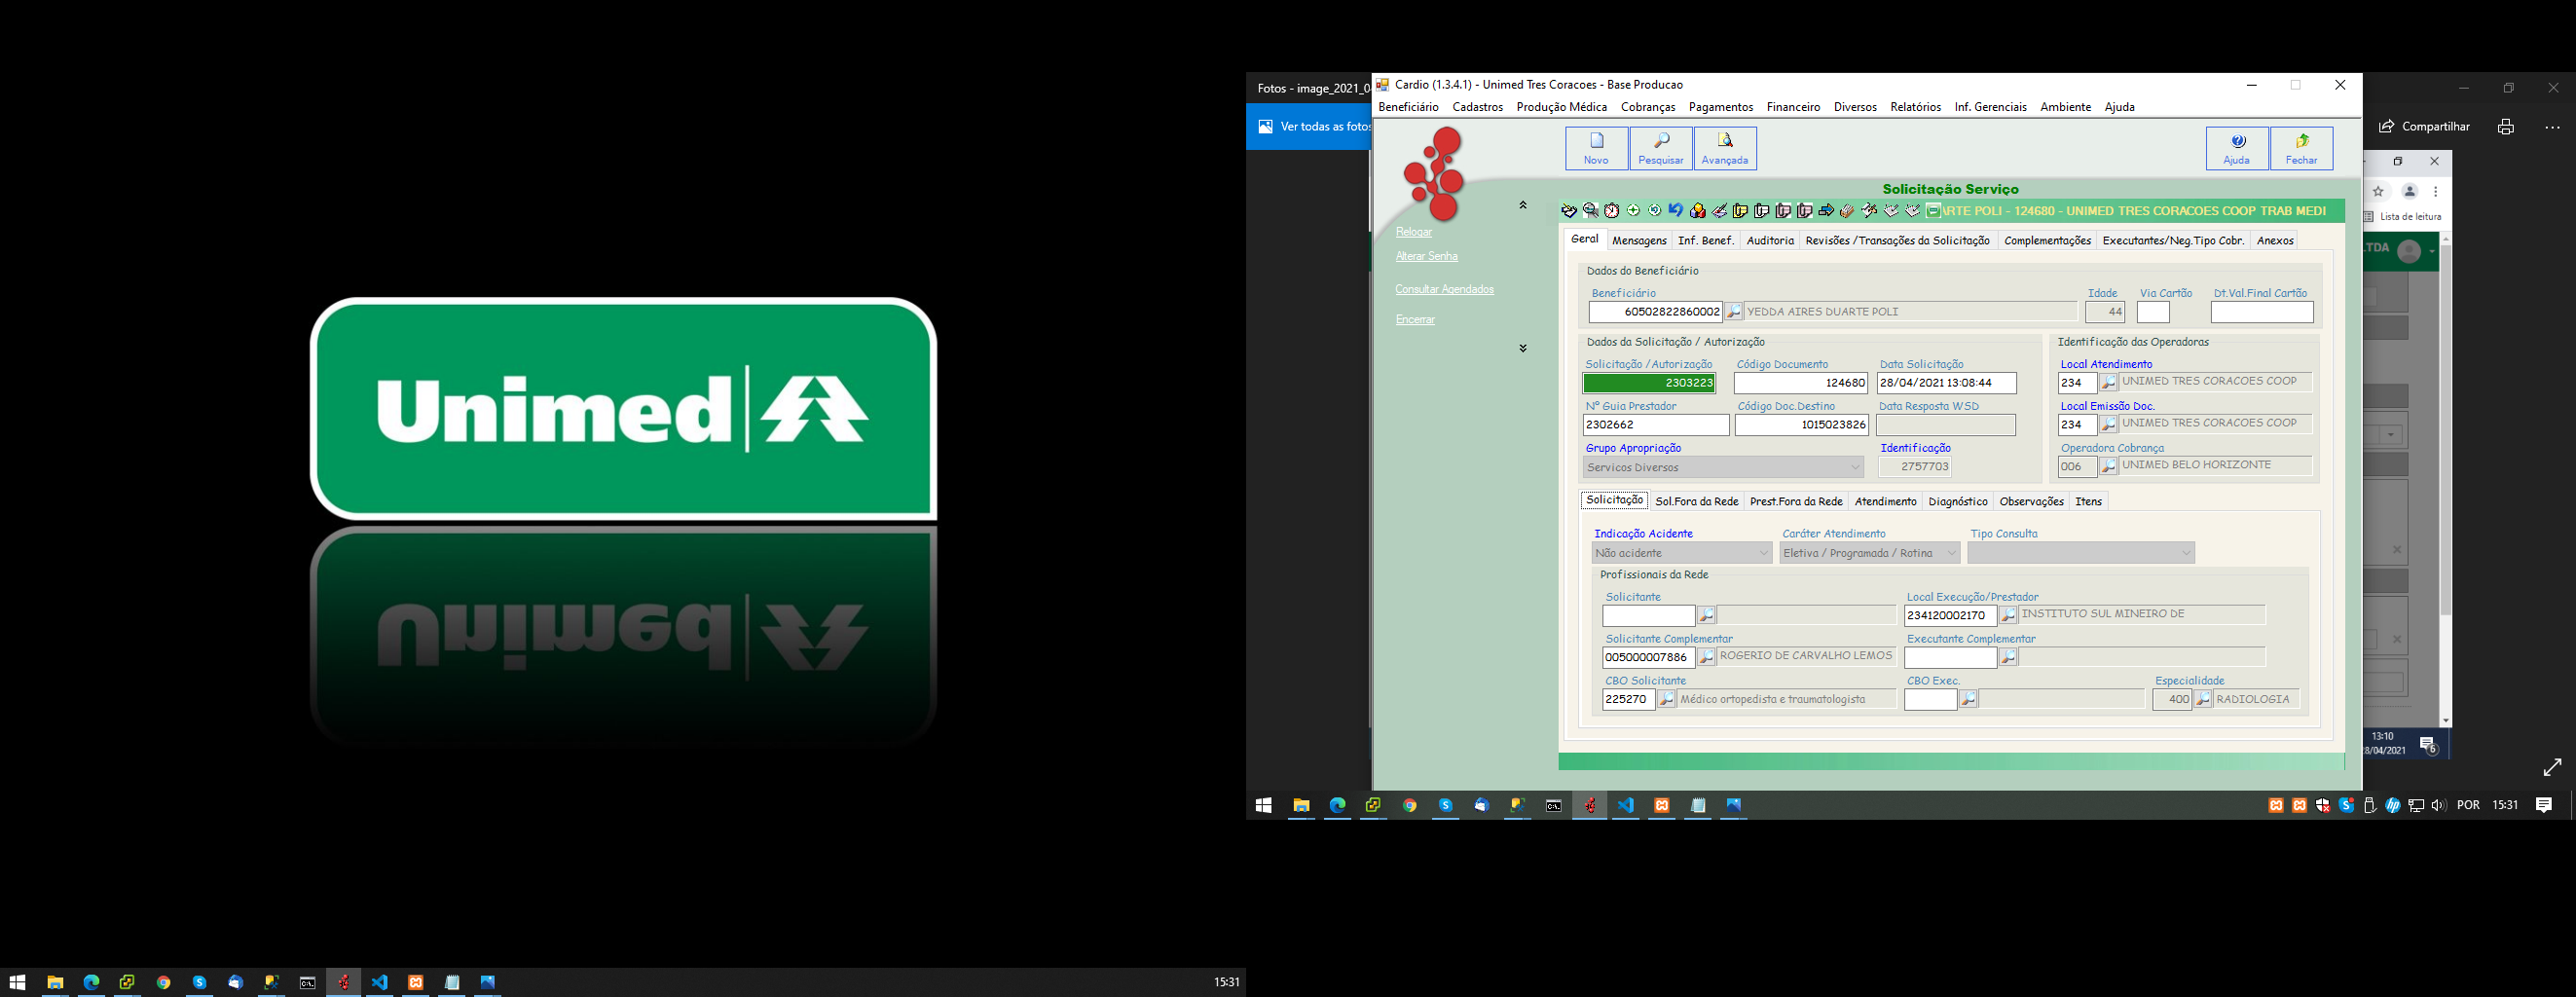 Unimed
15:31
Fotos - image_2021_0
Ver todas as fotos
Compartilhar
Lista de leitura
LTDA
13:10
28/04/2021
6
Cardio (1.3.4.1) - Unimed Tres Coracoes - Base Producao
Beneficiário Cadastros Produção Médica Cobranças Pagamentos Financeiro Diversos Relatórios Inf. Gerenciais Ambiente Ajuda
Novo Pesquisar Avançada Ajuda Fechar
Solicitação Serviço
ARTE POLI - 124680 - UNIMED TRES CORACOES COOP TRAB MEDI
Relogar
Alterar Senha
Consultar Agendados
Encerrar
Geral Mensagens Inf. Benef. Auditoria Revisões /Transações da Solicitação Complementações Executantes/Neg.Tipo Cobr. Anexos
Dados do Beneficiário
Beneficiário Idade Via Cartão Dt.Val.Final Cartão
60502822860002 YEDDA AIRES DUARTE POLI 44
Dados da Solicitação / Autorização Identificação das Operadoras
Solicitação /Autorização Código Documento Data Solicitação Local Atendimento
2303223 124680 28/04/2021 13:08:44 234 UNIMED TRES CORACOES COOP
Nº Guia Prestador Código Doc.Destino Data Resposta WSD Local Emissão Doc.
2302662 1015023826 234 UNIMED TRES CORACOES COOP
Grupo Apropriação Identificação Operadora Cobrança
Servicos Diversos 2757703 006 UNIMED BELO HORIZONTE
Solicitação Sol.Fora da Rede Prest.Fora da Rede Atendimento Diagnóstico Observações Itens
Indicação Acidente Caráter Atendimento Tipo Consulta
Não acidente Eletiva / Programada / Rotina
Profissionais da Rede
Solicitante Local Execução/Prestador
234120002170 INSTITUTO SUL MINEIRO DE
Solicitante Complementar Executante Complementar
005000007886 ROGERIO DE CARVALHO LEMOS
CBO Solicitante CBO Exec. Especialidade
225270 Médico ortopedista e traumatologista 400 RADIOLOGIA
POR 15:31